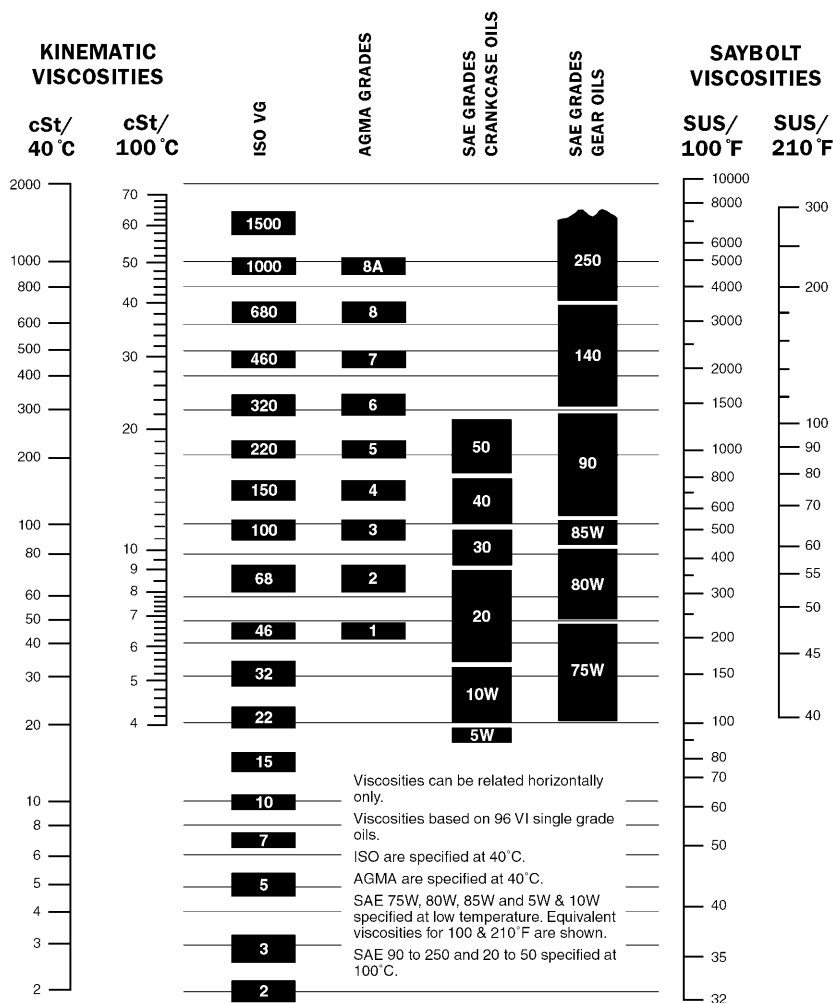 KINEMATIC
VISCOSITIES
cSt/
40°C
cSt/
100°C
ISO VG
AGMA GRADES
SAE GRADES
CRANKCASE OILS
SAE GRADES
GEAR OILS
SAYBOLT
VISCOSITIES
SUS/
100°F
SUS/
210°F
2000
1000
800
600
500
400
300
200
100
80
60
50
40
30
20
10
8
6
5
4
3
2
70
60
50
40
30
20
10
9
8
7
6
5
4
1500
1000
680
460
320
220
150
100
68
46
32
22
15
10
7
5
3
2
8A
8
7
6
5
4
3
2
1
50
40
30
20
10W
5W
250
140
90
85W
80W
75W
10000
8000
6000
5000
4000
3000
2000
1500
1000
800
600
500
400
300
200
150
100
80
70
60
50
40
35
32
300
200
100
90
80
70
60
55
50
45
40
Viscosities can be related horizontally
only.
Viscosities based on 96 VI single grade
oils.
ISO are specified at 40°C.
AGMA are specified at 40°C.
SAE 75W, 80W, 85W and 5W & 10W
specified at low temperature. Equivalent
viscosities for 100 & 210°F are shown.
SAE 90 to 250 and 20 to 50 specified at
100°C.